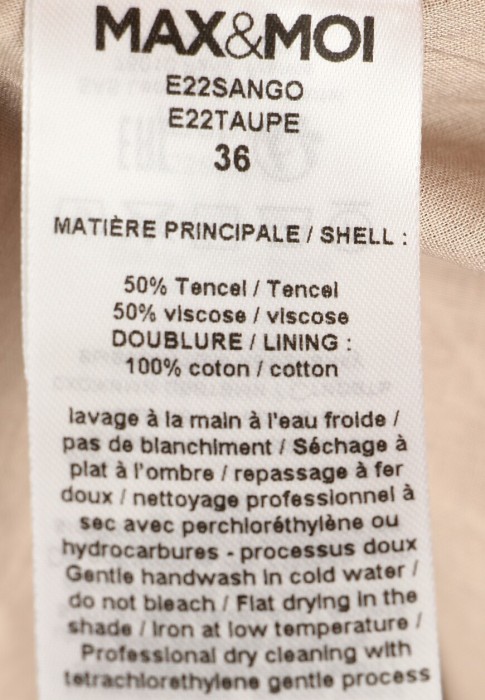 MAX&MOI
E22SANGO
E22TAUPE
36
MATIÈRE PRINCIPALE / SHELL :
50% Tencel / Tencel
50% viscose / viscose
DOUBLURE / LINING :
100% coton / cotton
lavage à la main à l'eau froide /
pas de blanchiment / Séchage à
plat à l'ombre / repassage à fer
doux / nettoyage professionnel à
sec avec perchloréthylène ou
hydrocarbures - processus doux
Gentle handwash in cold water /
do not bleach / Flat drying in the
shade / Iron at low temperature /
Professional dry cleaning with
tetrachlorethylene gentle process